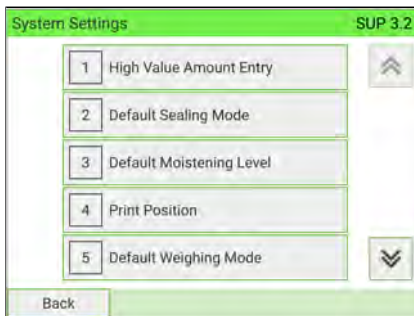 System Settings SUP 3.2
1 High Value Amount Entry
2 Default Sealing Mode
3 Default Moistening Level
4 Print Position
5 Default Weighing Mode
Back